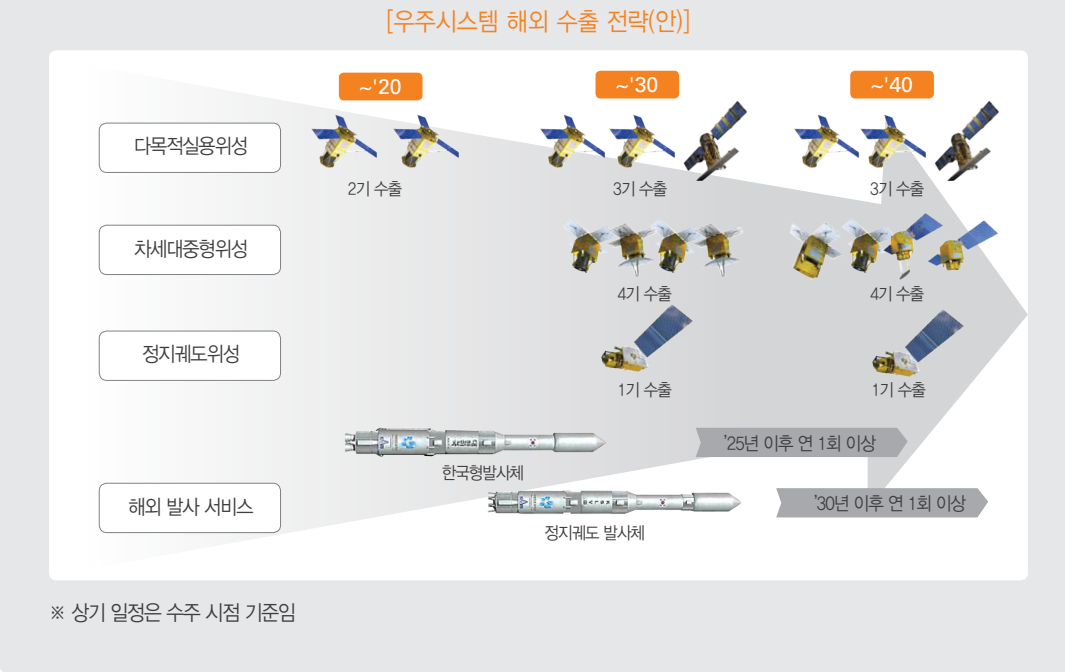 [우주시스템 해외 수출 전략(안)]
~'20
~'30
~'40
다목적실용위성
2기 수출
3기 수출
3기 수출
차세대중형위성
4기 수출
4기 수출
정지궤도위성
1기 수출
1기 수출
한국형발사체
'25년 이후 연 1회 이상
해외 발사 서비스
정지궤도 발사체
'30년 이후 연 1회 이상
※ 상기 일정은 수주 시점 기준임